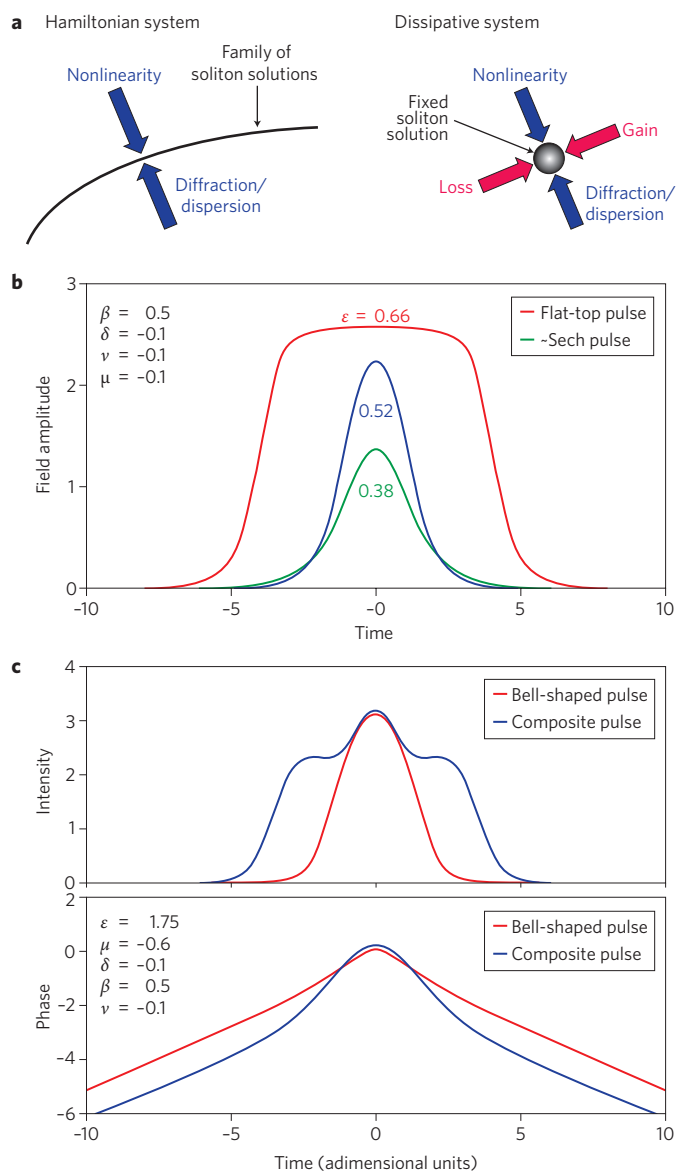 a
Hamiltonian system
Nonlinearity
Family of
soliton solutions
Diffraction/
dispersion
Dissipative system
Nonlinearity
Fixed
soliton
solution
Gain
Loss
Diffraction/
dispersion
b
3
2
1
0
Field amplitude
β = 0.5
δ = –0.1
ν = –0.1
µ = –0.1
ε = 0.66
0.52
0.38
Flat-top pulse
~Sech pulse
–10
–5
–0
5
10
Time
c
4
3
2
1
0
Intensity
Bell-shaped pulse
Composite pulse
2
0
–2
–4
–6
Phase
ε = 1.75
μ = –0.6
δ = –0.1
β = 0.5
ν = –0.1
Bell-shaped pulse
Composite pulse
–10
–5
0
5
10
Time (adimensional units)